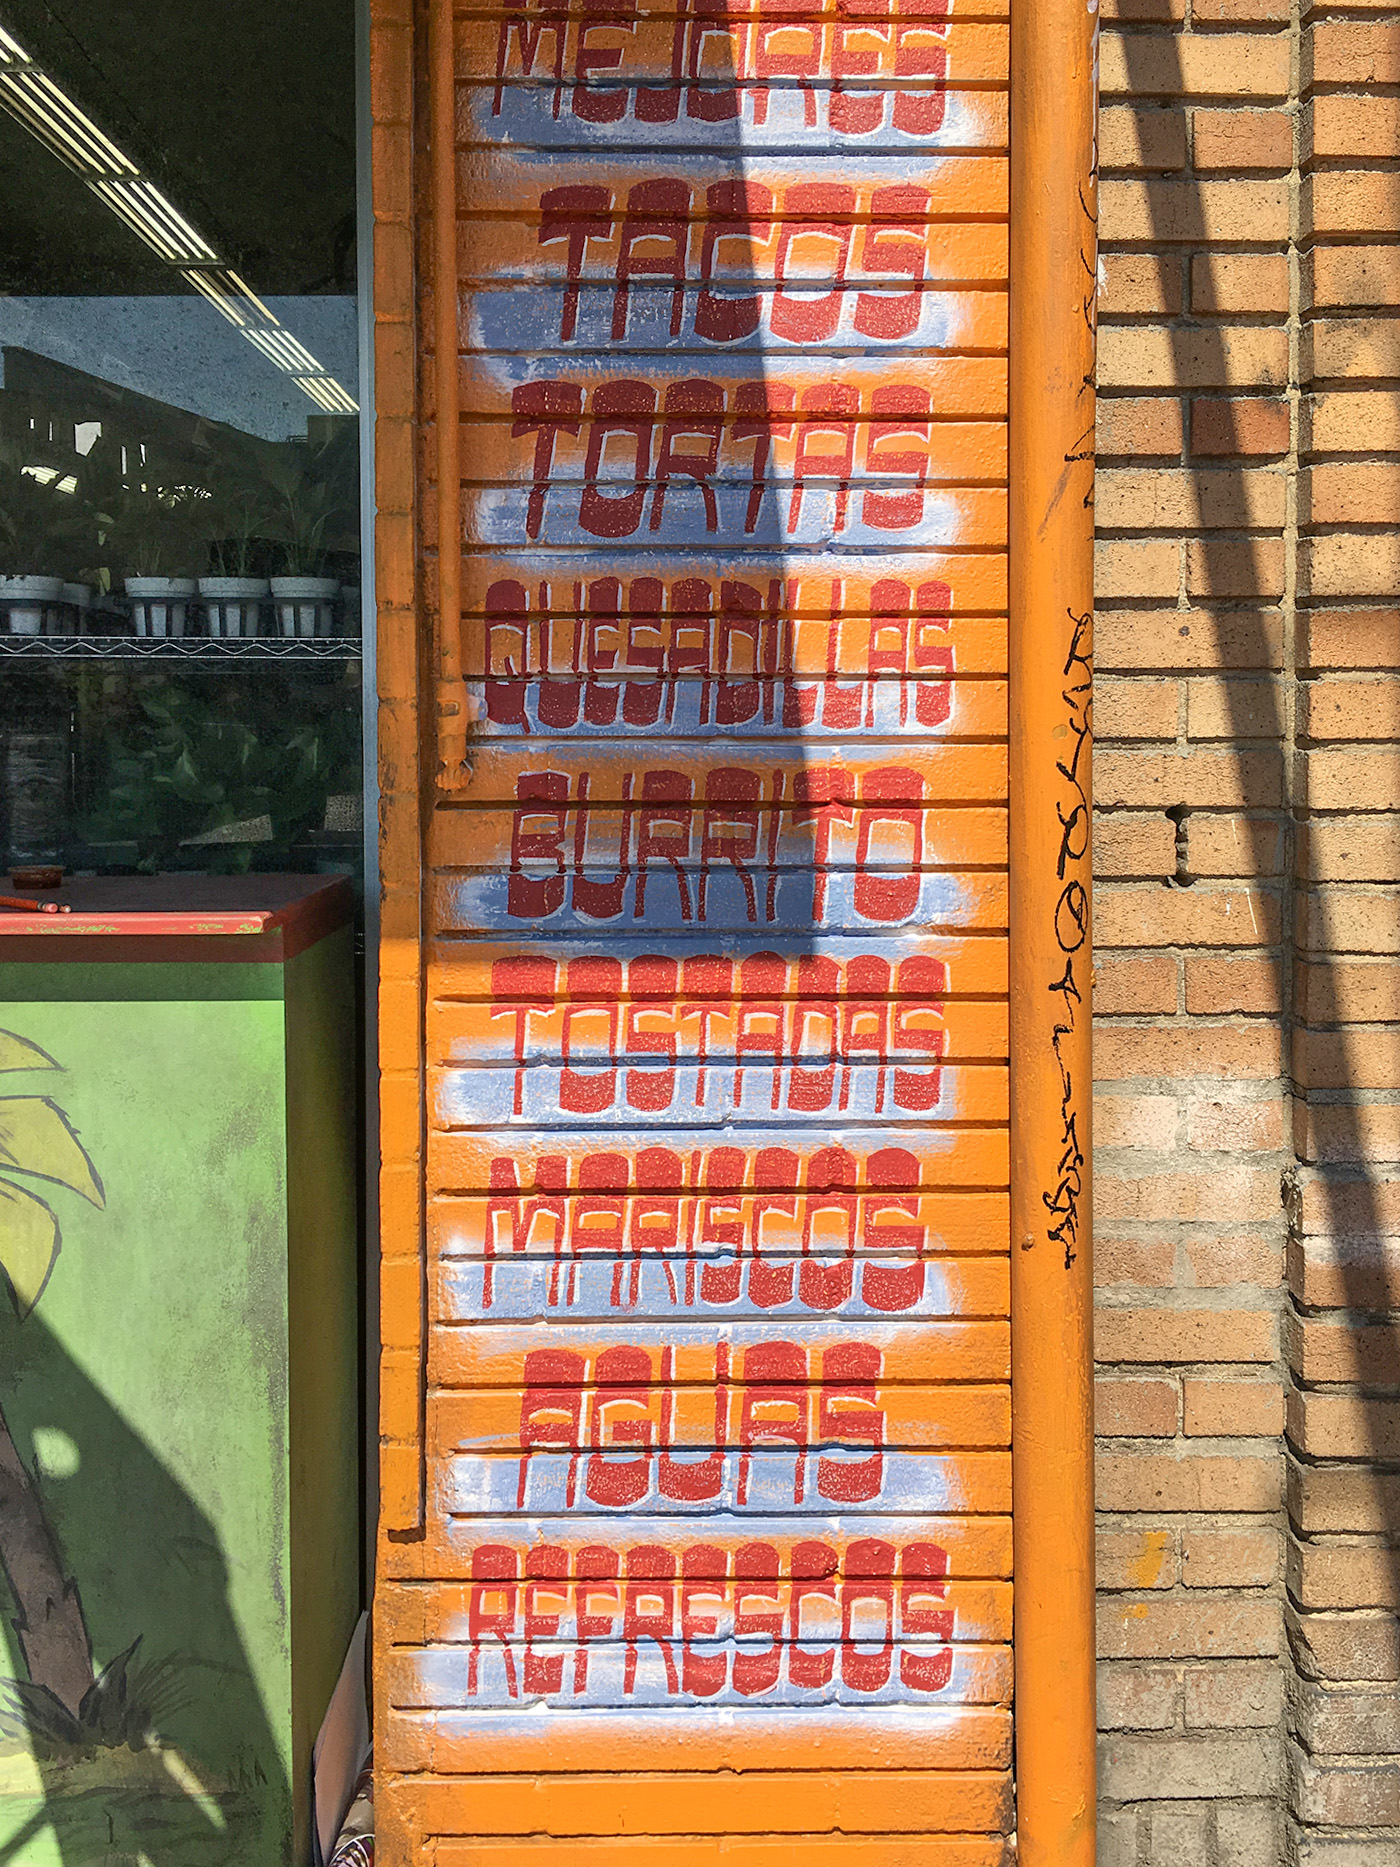 MEJORES
TACOS
TORTAS
QUESADILLAS
BURRITO
TOSTADAS
MARISCOS
AGUAS
REFRESCOS